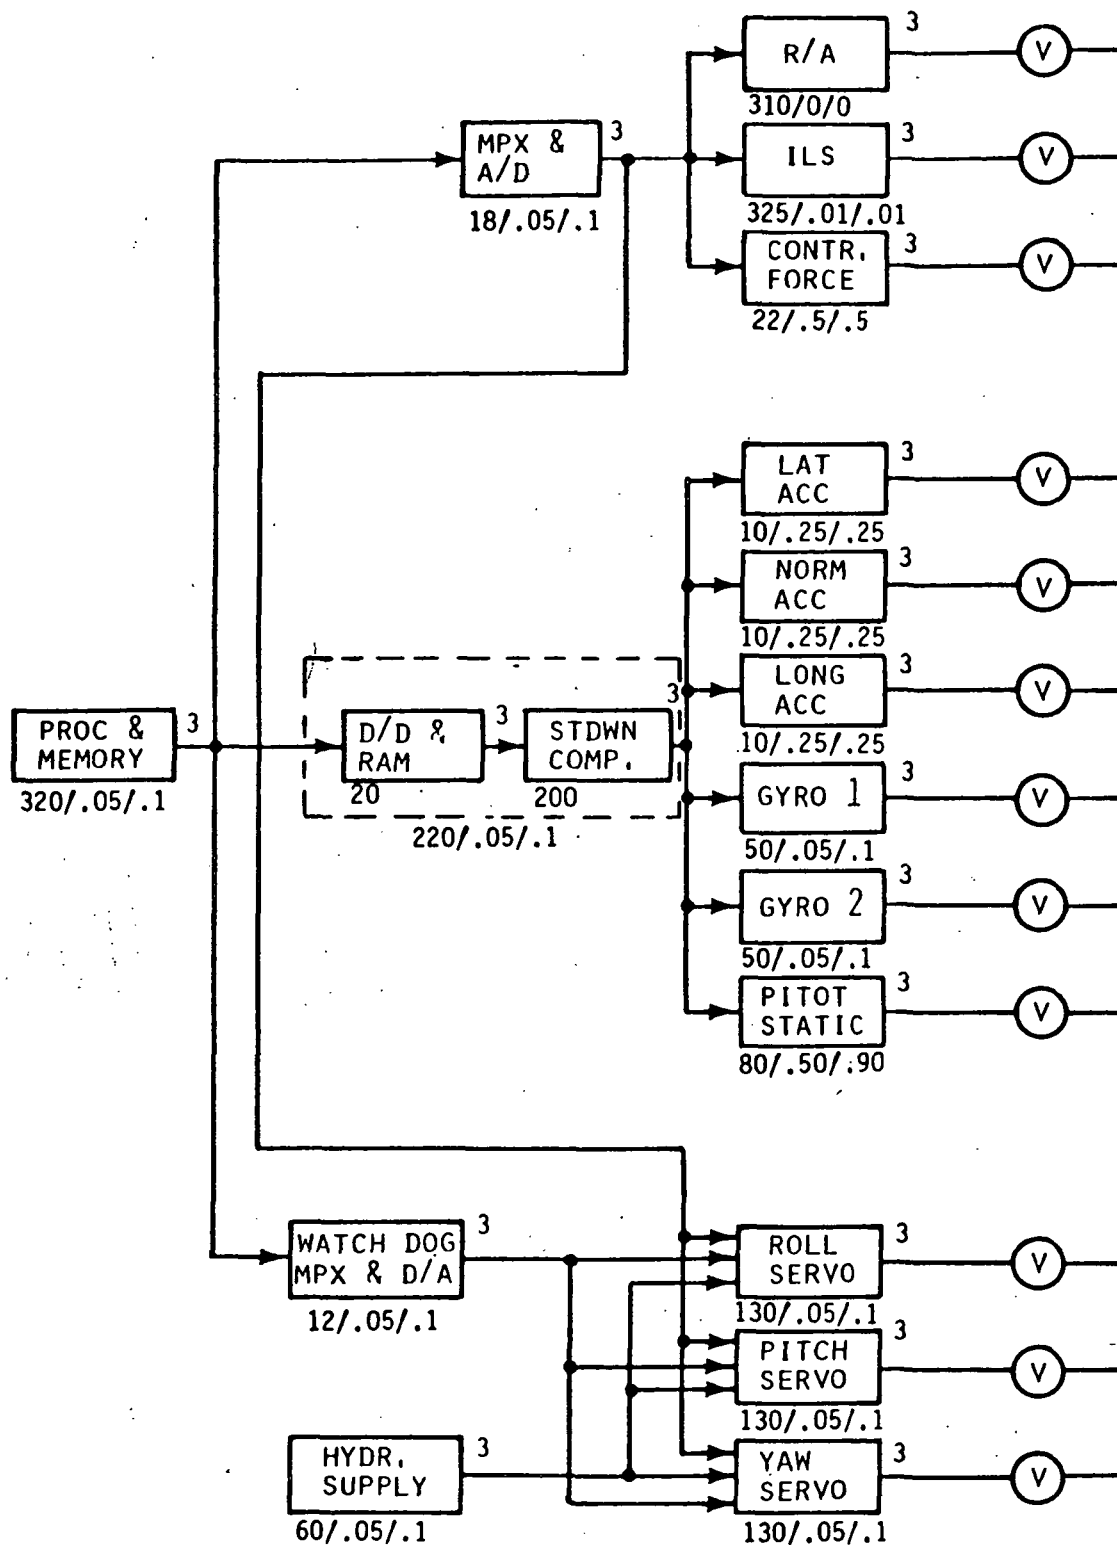 3
R/A
V
310/0/0
3
MPX &
A/D
18/.05/.1
3
ILS
V
325/.01/.01
3
CONTR.
FORCE
V
22/.5/.5
3
LAT
ACC
V
10/.25/.25
3
NORM
ACC
V
10/.25/.25
3
LONG
ACC
V
10/.25/.25
3
PROC &
MEMORY
320/.05/.1
3
D/D &
RAM
20
3
STDWN
COMP.
200
220/.05/.1
3
GYRO 1
V
50/.05/.1
3
GYRO 2
V
50/.05/.1
3
PITOT
STATIC
V
80/.50/.90
3
WATCH DOG
MPX & D/A
12/.05/.1
3
ROLL
SERVO
V
130/.05/.1
3
PITCH
SERVO
V
130/.05/.1
3
HYDR.
SUPPLY
60/.05/.1
3
YAW
SERVO
V
130/.05/.1